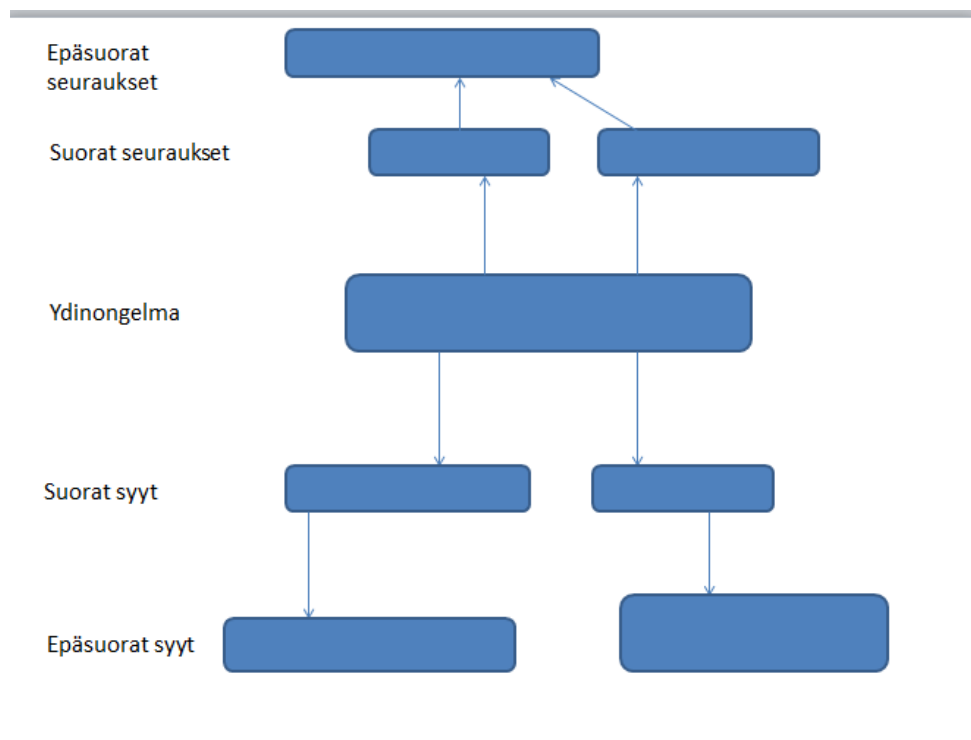 Epäsuorat
seuraukset
Suorat seuraukset
Ydinongelma
Suorat syyt
Epäsuorat syyt